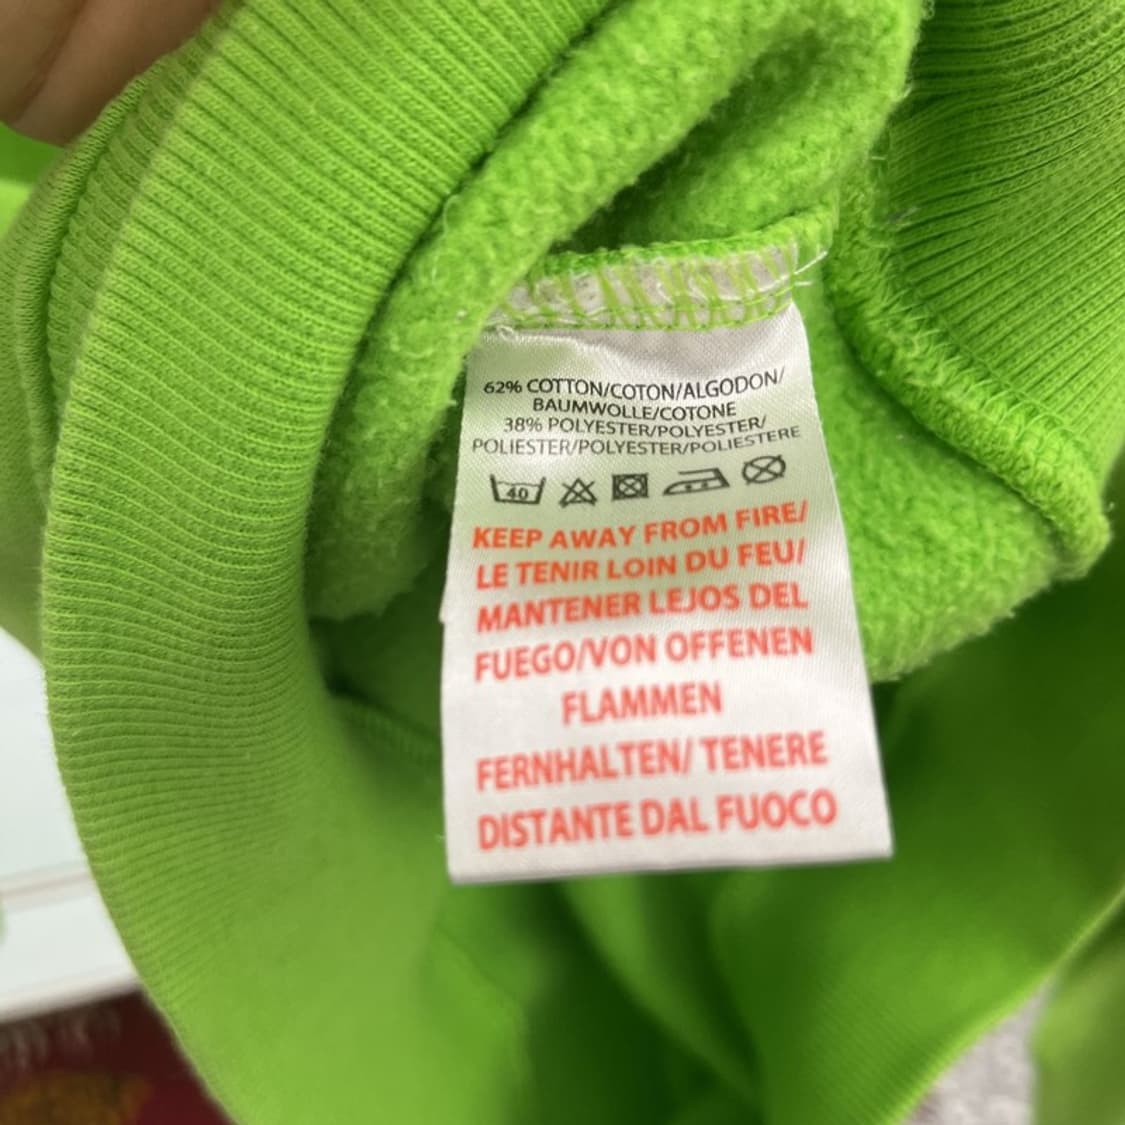 62% COTTON/COTON/ALGODON/
BAUMWOLLE/COTONE
38% POLYESTER/POLYESTER/
POLIESTER/POLYESTER/POLIESTERE
40
KEEP AWAY FROM FIRE/
LE TENIR LOIN DU FEU/
MANTENER LEJOS DEL
FUEGO/VON OFFENEN
FLAMMEN
FERNHALTEN/ TENERE
DISTANTE DAL FUOCO